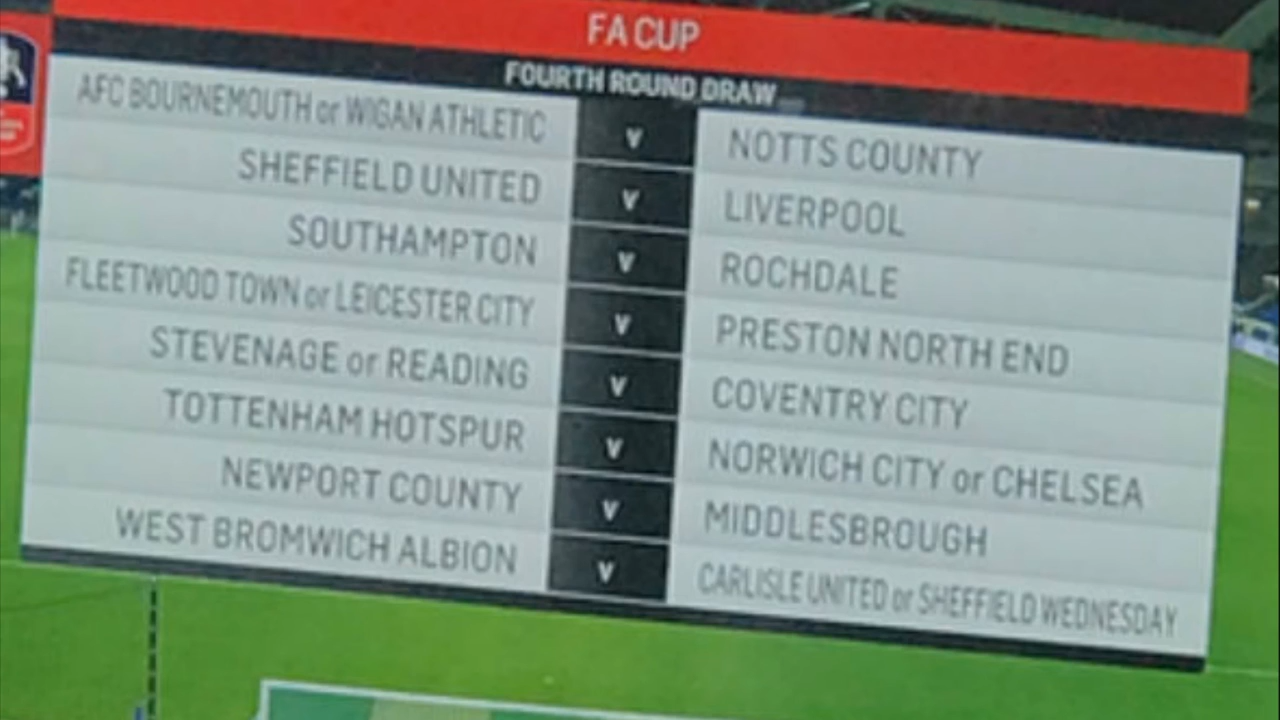 FA CUP
FOURTH ROUND DRAW
AFC BOURNEMOUTH or WIGAN ATHLETIC v NOTTS COUNTY
SHEFFIELD UNITED v LIVERPOOL
SOUTHAMPTON v ROCHDALE
FLEETWOOD TOWN or LEICESTER CITY v PRESTON NORTH END
STEVENAGE or READING v COVENTRY CITY
TOTTENHAM HOTSPUR v NORWICH CITY or CHELSEA
NEWPORT COUNTY v MIDDLESBROUGH
WEST BROMWICH ALBION v CARLISLE UNITED or SHEFFIELD WEDNESDAY